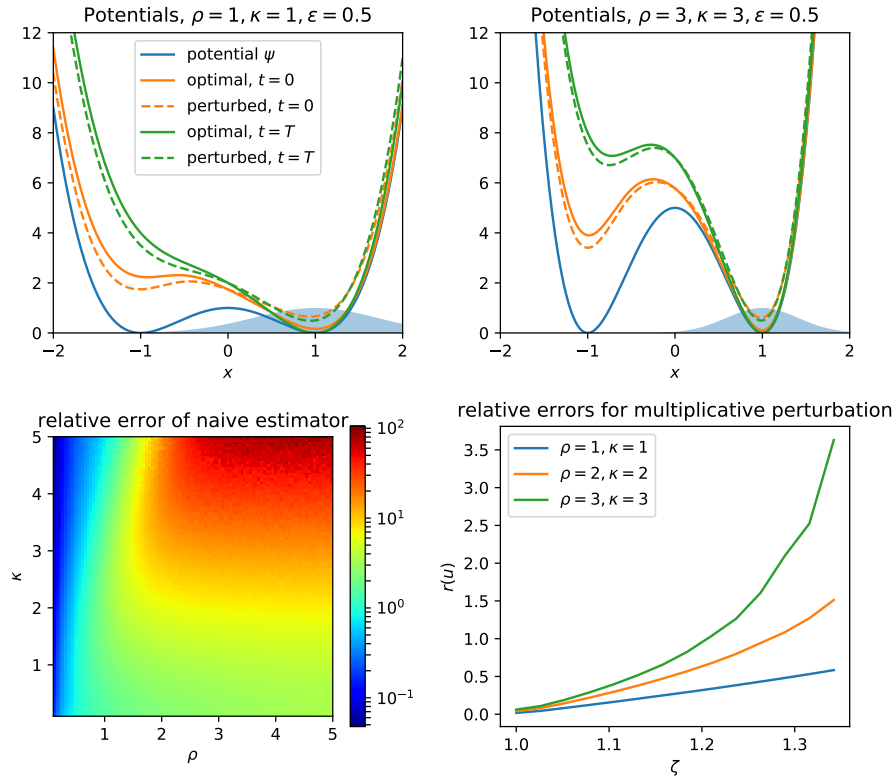 Potentials, ρ = 1, κ = 1, ε = 0.5
12
10
8
6
4
2
0
−2
−1
0
1
2
x
potential ψ
optimal, t = 0
perturbed, t = 0
optimal, t = T
perturbed, t = T
Potentials, ρ = 3, κ = 3, ε = 0.5
12
10
8
6
4
2
0
−2
−1
0
1
2
x
relative error of naive estimator
5
4
3
2
1
κ
1
2
3
4
5
ρ
10²
10¹
10⁰
10⁻¹
relative errors for multiplicative perturbation
3.5
3.0
2.5
2.0
1.5
1.0
0.5
0.0
r(u)
1.0
1.1
1.2
1.3
ζ
ρ = 1, κ = 1
ρ = 2, κ = 2
ρ = 3, κ = 3